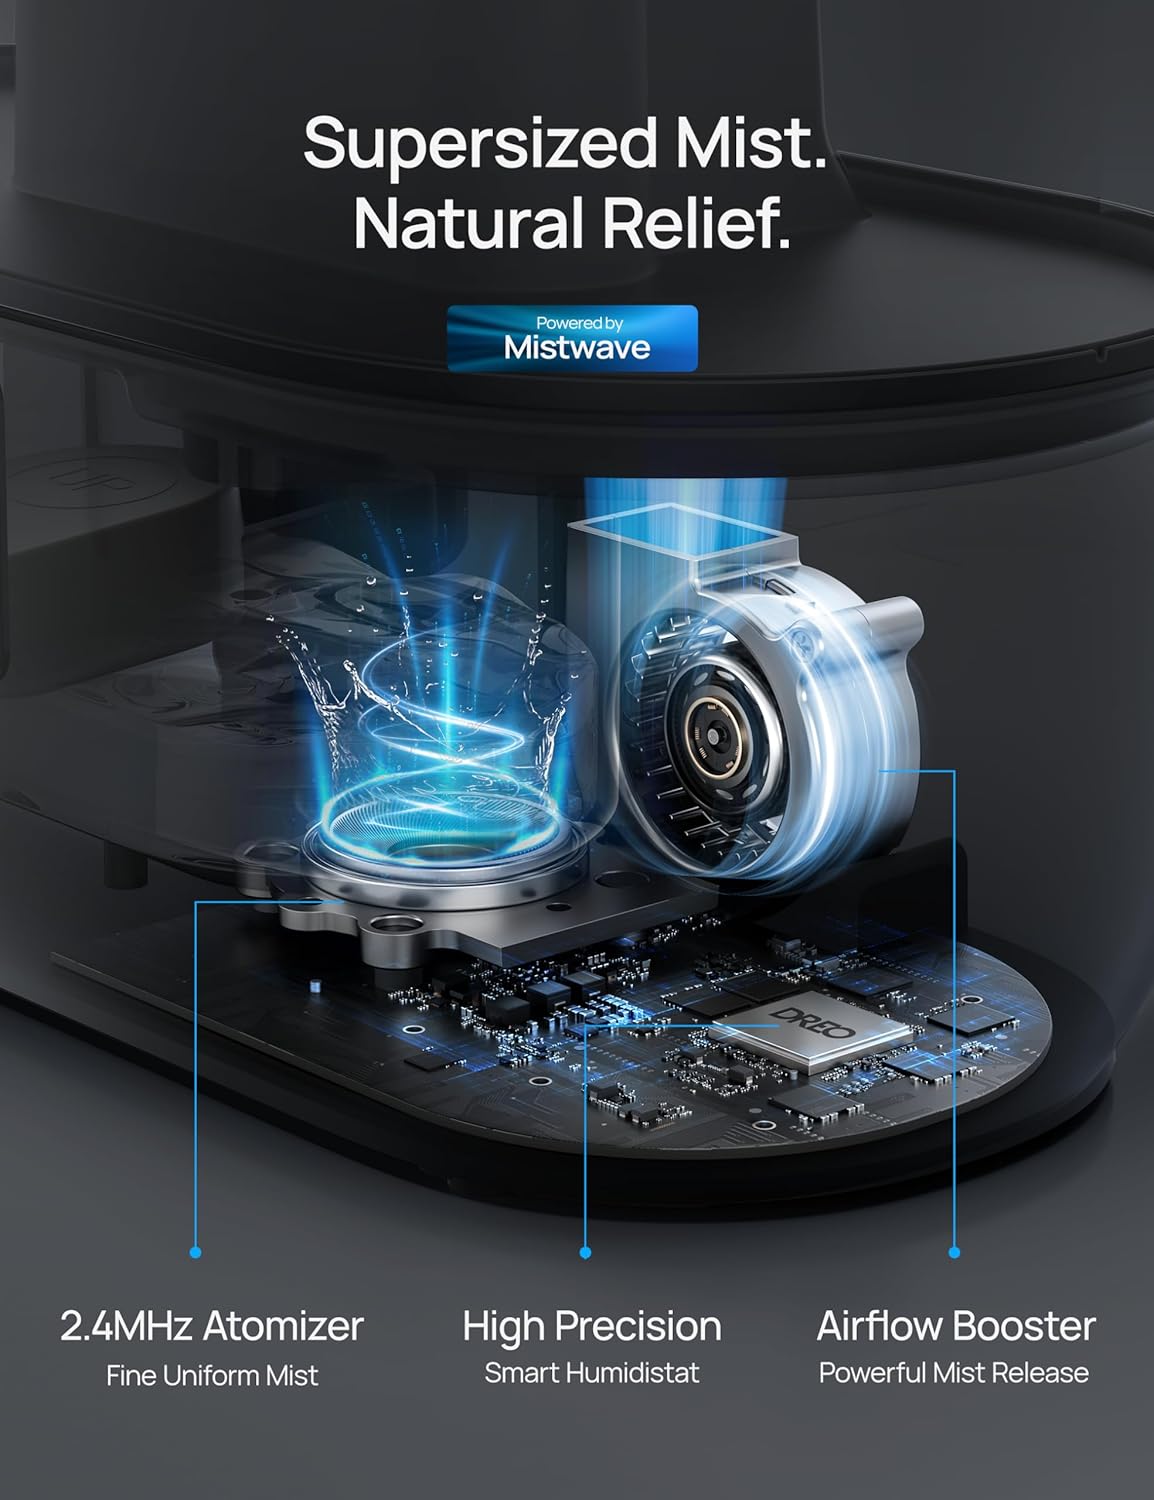 Supersized Mist.
Natural Relief.
Powered by
Mistwave
UP
DREO
2.4MHz Atomizer
Fine Uniform Mist
High Precision
Smart Humidistat
Airflow Booster
Powerful Mist Release